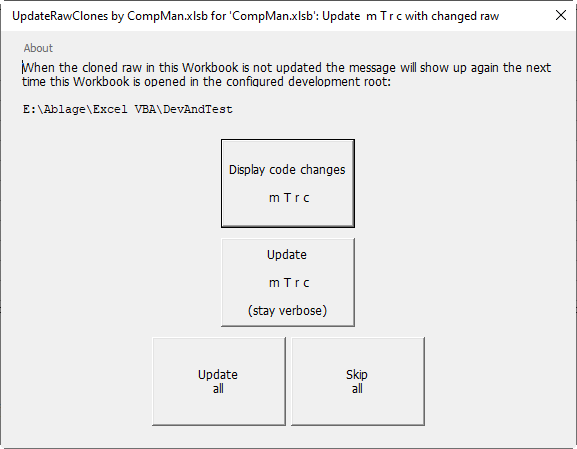 UpdateRawClones by CompMan.xlsb for 'CompMan.xlsb': Update  m T r c with changed raw
About
When the cloned raw in this Workbook is not updated the message will show up again the next
time this Workbook is opened in the configured development root:
E:\Ablage\Excel VBA\DevAndTest
Display code changes
m T r c
Update
m T r c
(stay verbose)
Update
all
Skip
all